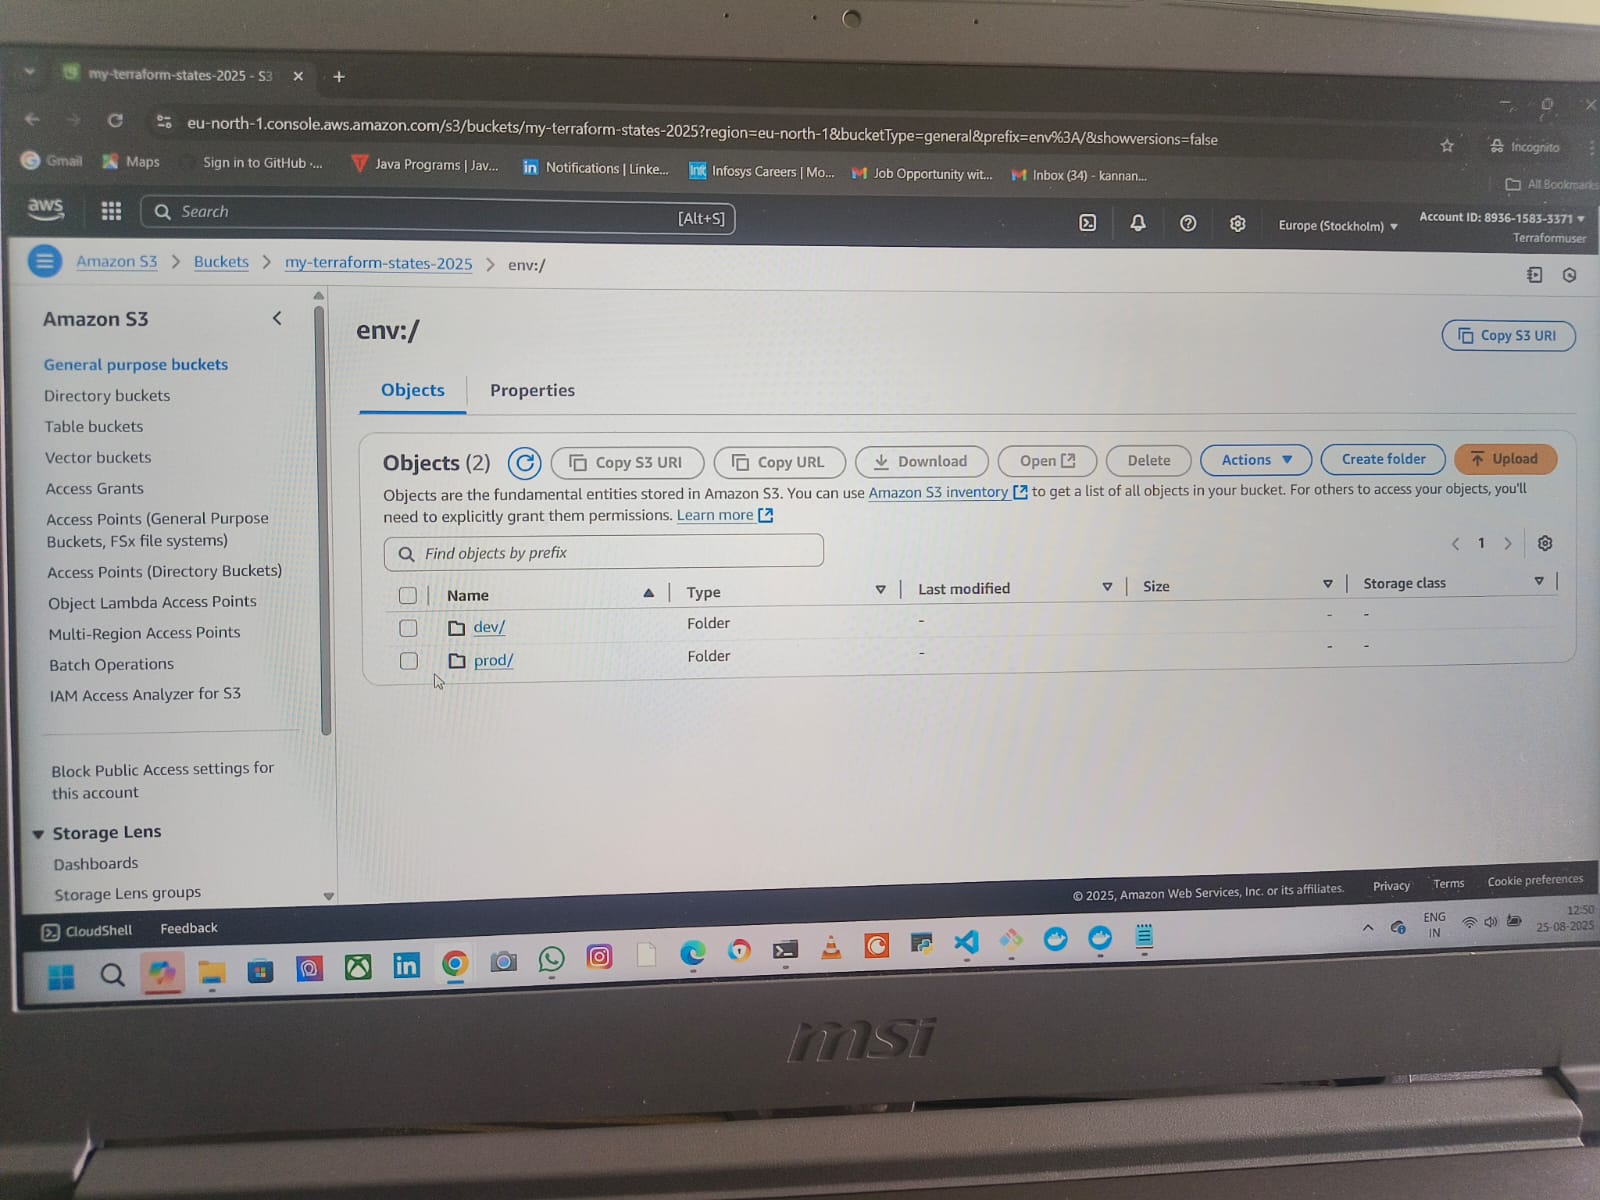 my-terraform-states-2025 - S3
eu-north-1.console.aws.amazon.com/s3/buckets/my-terraform-states-2025?region=eu-north-1&bucketType=general&prefix=env%3A/&showversions=false
Incognito
Gmail
Maps
Sign in to GitHub ·...
Java Programs | Jav...
Notifications | Linke...
Infosys Careers | Mo...
Job Opportunity wit...
Inbox (34) - kannan...
All Bookmarks
aws
Search
[Alt+S]
Europe (Stockholm)
Account ID: 8936-1583-3371
Terraformuser
Amazon S3 > Buckets > my-terraform-states-2025 > env:/
Amazon S3
General purpose buckets
Directory buckets
Table buckets
Vector buckets
Access Grants
Access Points (General Purpose
Buckets, FSx file systems)
Access Points (Directory Buckets)
Object Lambda Access Points
Multi-Region Access Points
Batch Operations
IAM Access Analyzer for S3
Block Public Access settings for
this account
Storage Lens
Dashboards
Storage Lens groups
env:/
Copy S3 URI
Objects
Properties
Objects (2)
Copy S3 URI
Copy URL
Download
Open
Delete
Actions
Create folder
Upload
Objects are the fundamental entities stored in Amazon S3. You can use Amazon S3 inventory to get a list of all objects in your bucket. For others to access your objects, you'll
need to explicitly grant them permissions. Learn more
Find objects by prefix
1
Name Type Last modified Size Storage class
dev/ Folder - - -
prod/ Folder - - -
© 2025, Amazon Web Services, Inc. or its affiliates.
Privacy
Terms
Cookie preferences
CloudShell
Feedback
ENG
IN
12:50
25-08-2025
msi